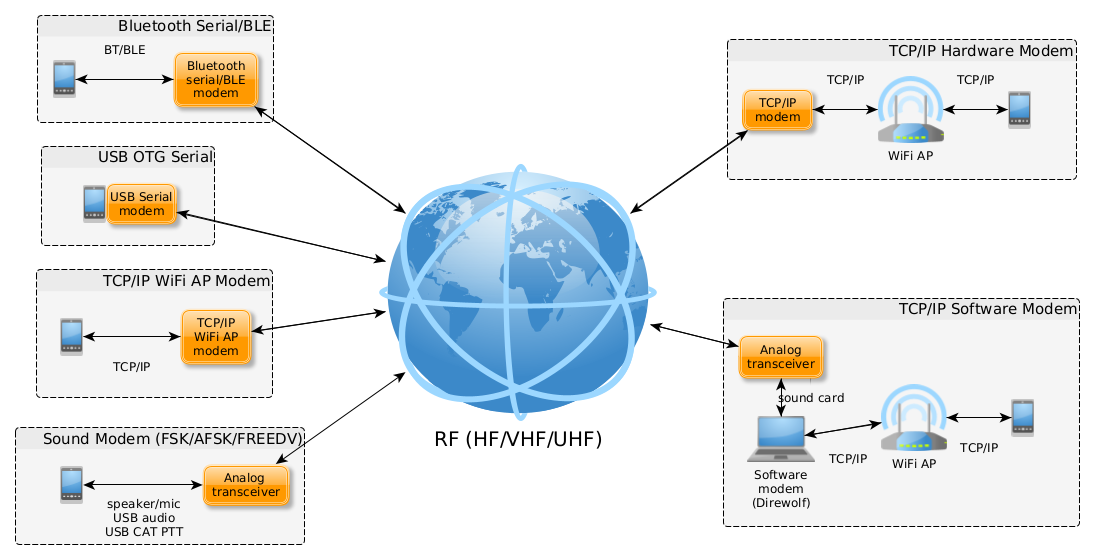 Bluetooth Serial/BLE
BT/BLE
Bluetooth
serial/BLE
modem
USB OTG Serial
USB Serial
modem
TCP/IP WiFi AP Modem
TCP/IP
WiFi AP
modem
TCP/IP
Sound Modem (FSK/AFSK/FREEDV)
Analog
transceiver
speaker/mic
USB audio
USB CAT PTT
RF (HF/VHF/UHF)
TCP/IP Hardware Modem
TCP/IP
TCP/IP
TCP/IP
modem
WiFi AP
TCP/IP Software Modem
Analog
transceiver
sound card
TCP/IP
WiFi AP
TCP/IP
Software
modem
(Direwolf)